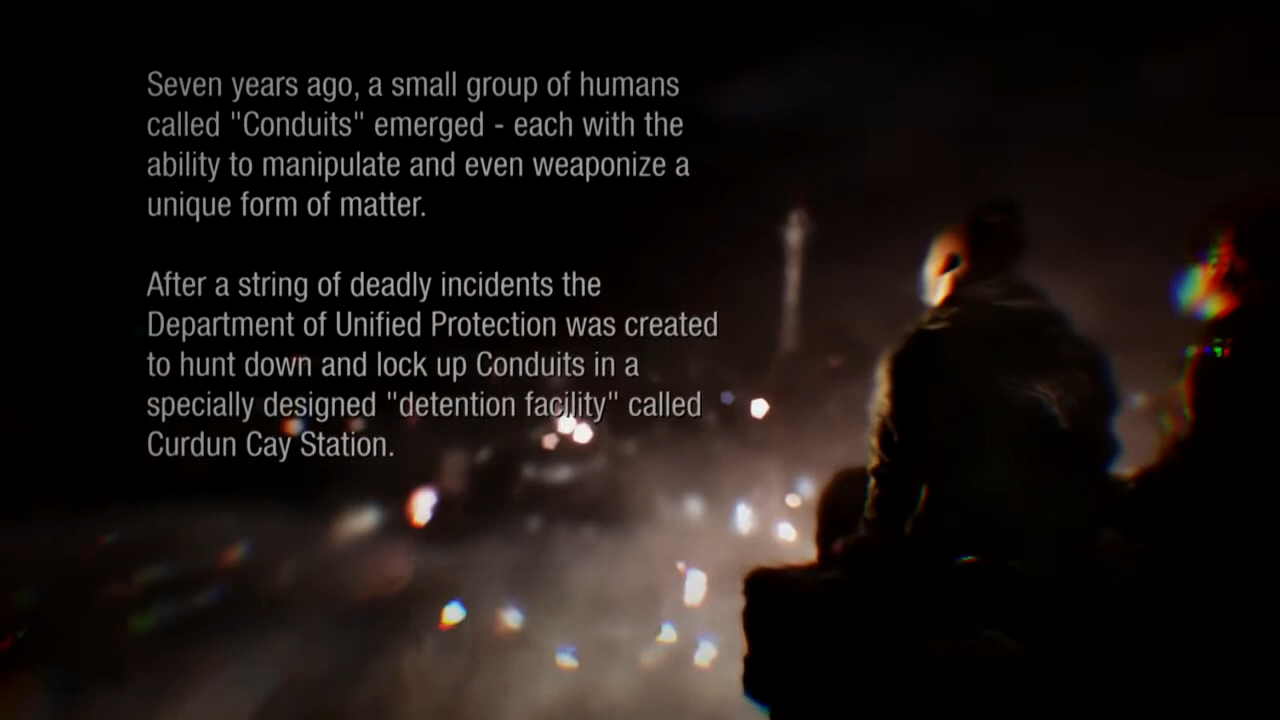 Seven years ago, a small group of humans
called "Conduits" emerged - each with the
ability to manipulate and even weaponize a
unique form of matter.
After a string of deadly incidents the
Department of Unified Protection was created
to hunt down and lock up Conduits in a
specially designed "detention facility" called
Curdun Cay Station.